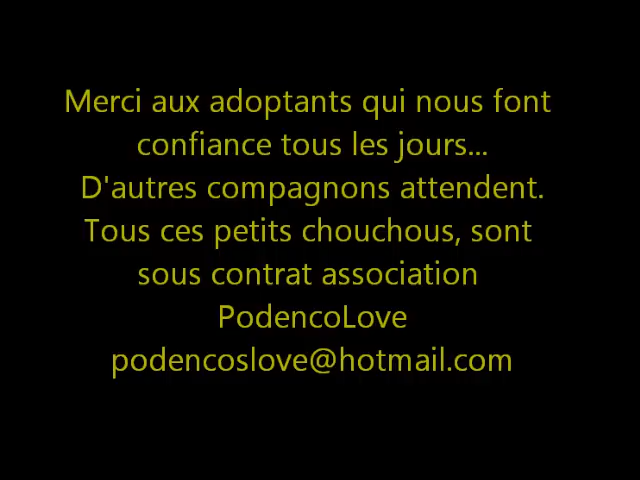 Merci aux adoptants qui nous font
confiance tous les jours...
D'autres compagnons attendent.
Tous ces petits chouchous, sont
sous contrat association
PodencoLove
podencoslove@hotmail.com